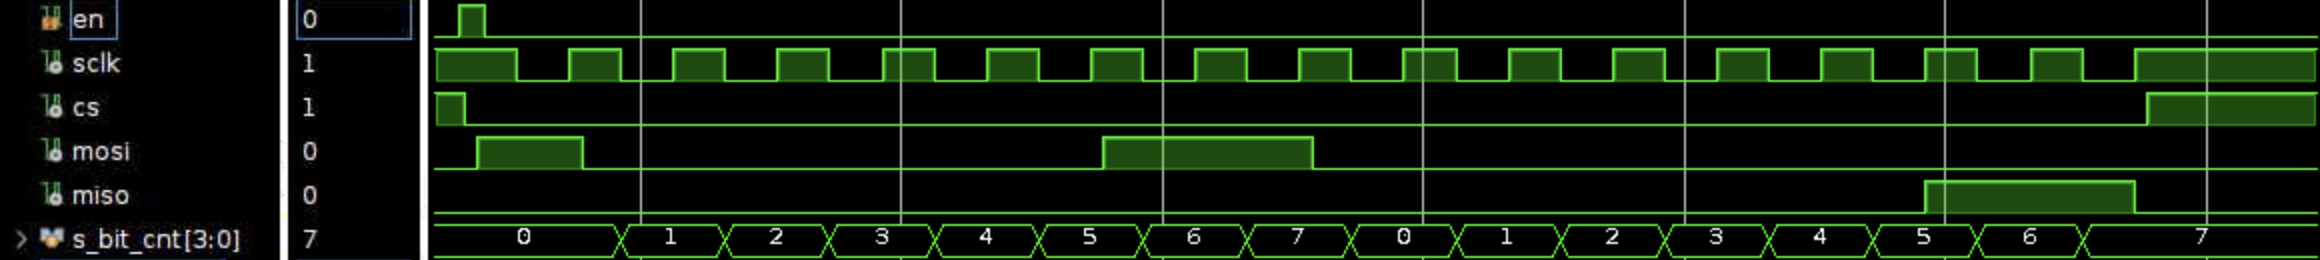 en 0
sclk 1
cs 1
mosi 0
miso 0
s_bit_cnt[3:0] 7 0 1 2 3 4 5 6 7 0 1 2 3 4 5 6 7